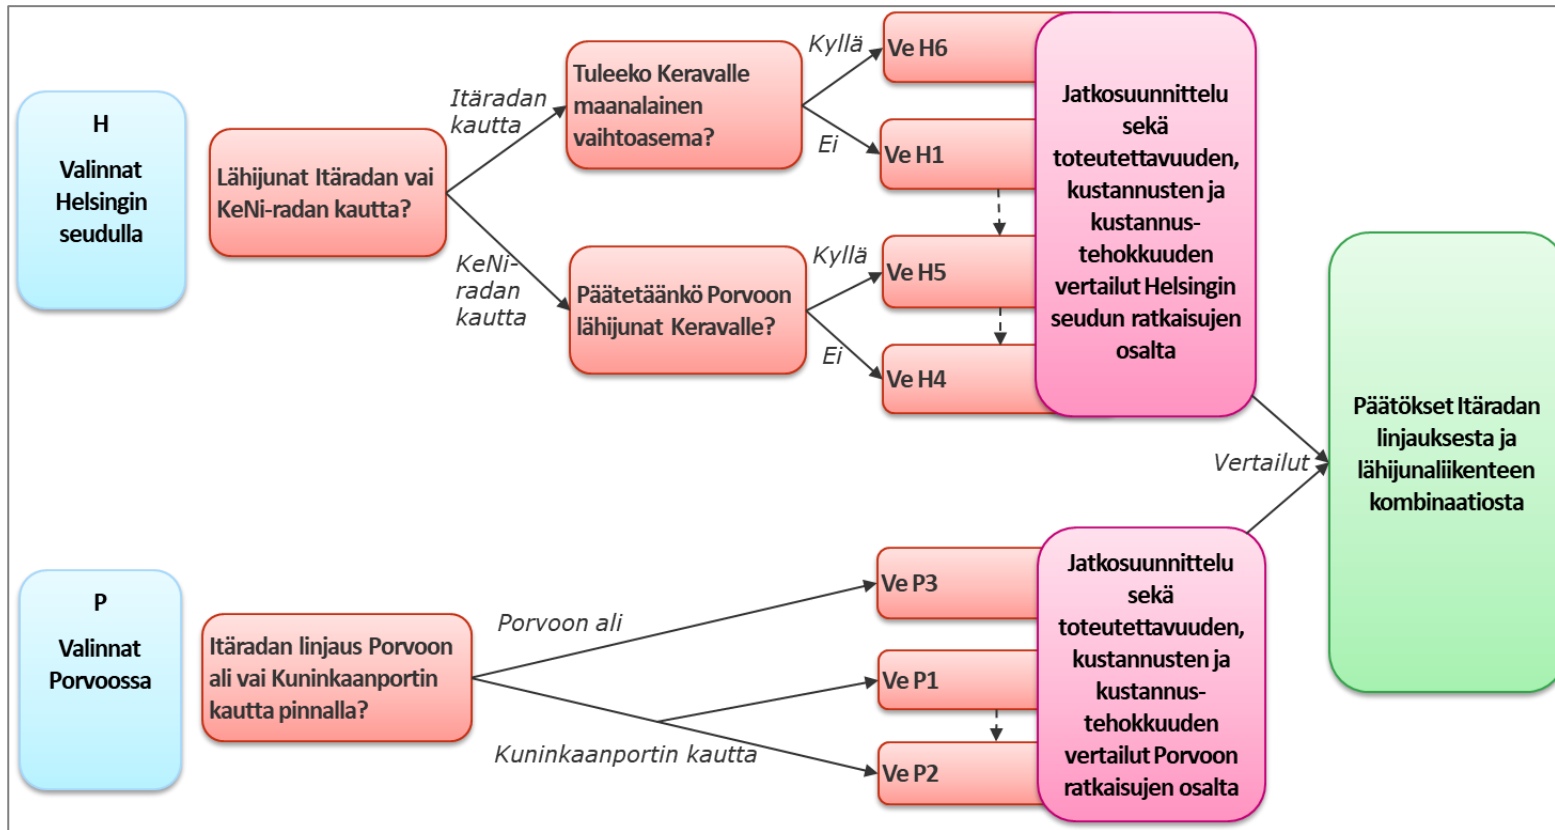 H
Valinnat
Helsingin
seudulla
Lähijunat Itäradan vai
KeNi-radan kautta?
Itäradan
kautta
KeNi-
radan
kautta
Tuleeko Keravalle
maanalainen
vaihtoasema?
Päätetäänkö Porvoon
lähijunat Keravalle?
Kyllä
Ei
Kyllä
Ei
Ve H6
Ve H1
Ve H5
Ve H4
Jatkosuunnittelu
sekä
toteutettavuuden,
kustannusten ja
kustannus-
tehokkuuden
vertailut Helsingin
seudun ratkaisujen
osalta
P
Valinnat
Porvoossa
Itäradan linjaus Porvoon
ali vai Kuninkaanportin
kautta pinnalla?
Porvoon ali
Kuninkaanportin kautta
Ve P3
Ve P1
Ve P2
Jatkosuunnittelu
sekä
toteutettavuuden,
kustannusten ja
kustannus-
tehokkuuden
vertailut Porvoon
ratkaisujen osalta
Vertailut
Päätökset Itäradan
linjauksesta ja
lähijunaliikenteen
kombinaatiosta